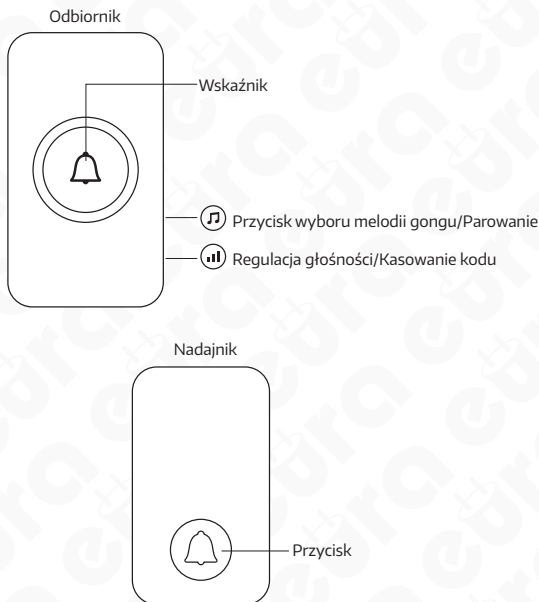 Odbiornik
Wskaźnik
Przycisk wyboru melodii gongu/Parowanie
Regulacja głośności/Kasowanie kodu
Nadajnik
Przycisk